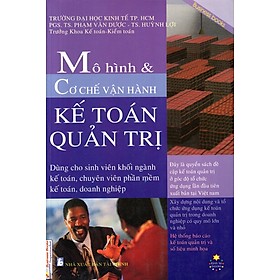 TRƯỜNG ĐẠI HỌC KINH TẾ TP. HCM
PGS. TS. PHẠM VĂN DƯỢC -TS. HUỲNH LỢI
Trưởng Khoa Kế toán-Kiểm toán
Mô hình &
CƠ CHẾ VẬN HÀNH
KẾ TOÁN
QUẢN TRỊ
Dùng cho sinh viên khối ngành
kế toán, chuyên viên phần mềm
kế toán, doanh nghiệp
Đây là quyển sách đề
cập kế toán quản trị
ở góc độ tổ chức
ứng dụng lần đầu tiên
xuất bản tại Việt nam
Xây dựng nội dung và tổ
chức ứng dụng kế toán
quản trị trong doanh
nghiệp có quy mô lớn
và nhỏ
Hệ thống báo cáo
kế toán quản trị và
số liệu minh họa
NHÀ XUẤT BẢN TÀI CHÍNH